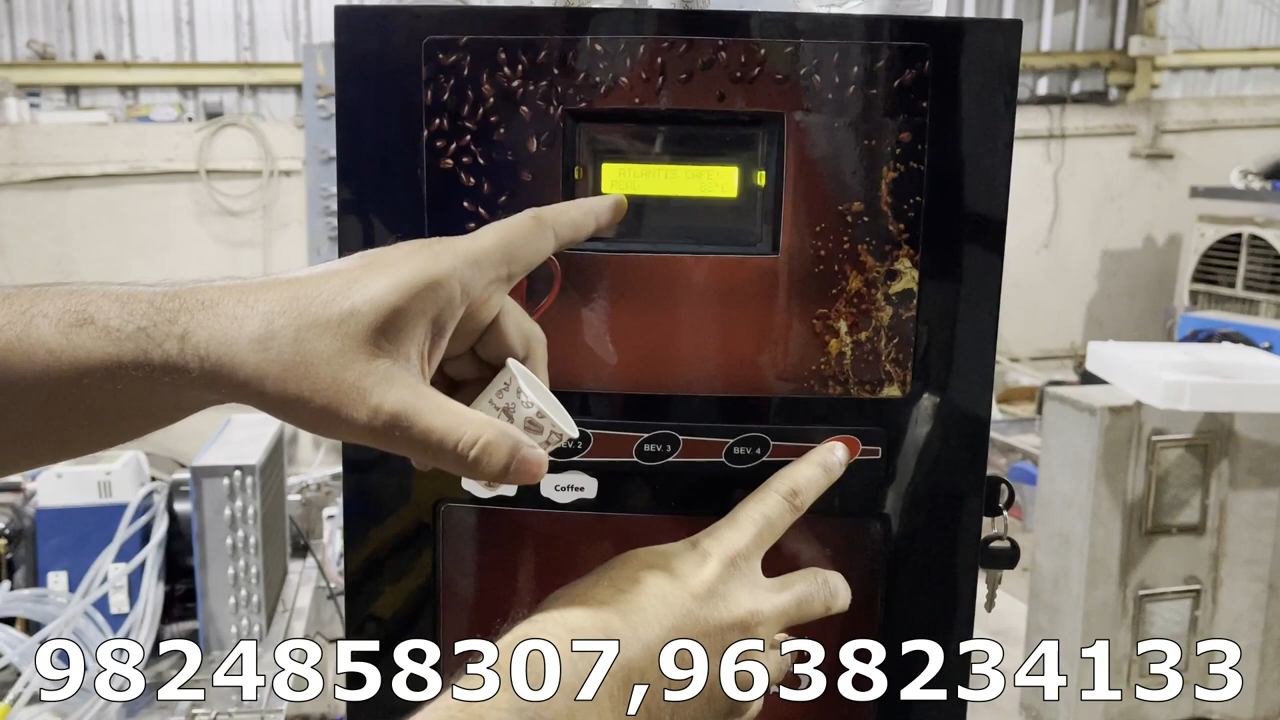 ATLANTIS CAFE!
BEV. 2
BEV. 3
BEV. 4
Coffee
9824858307,9638234133